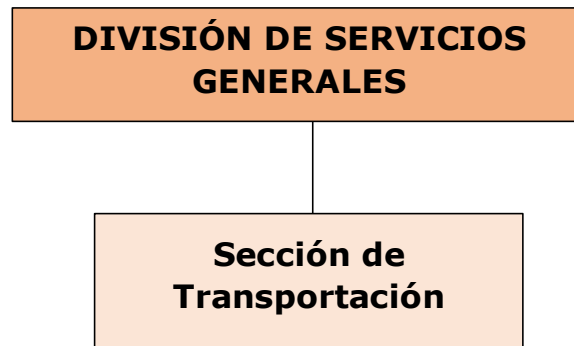 DIVISIÓN DE SERVICIOS
GENERALES
Sección de
Transportación